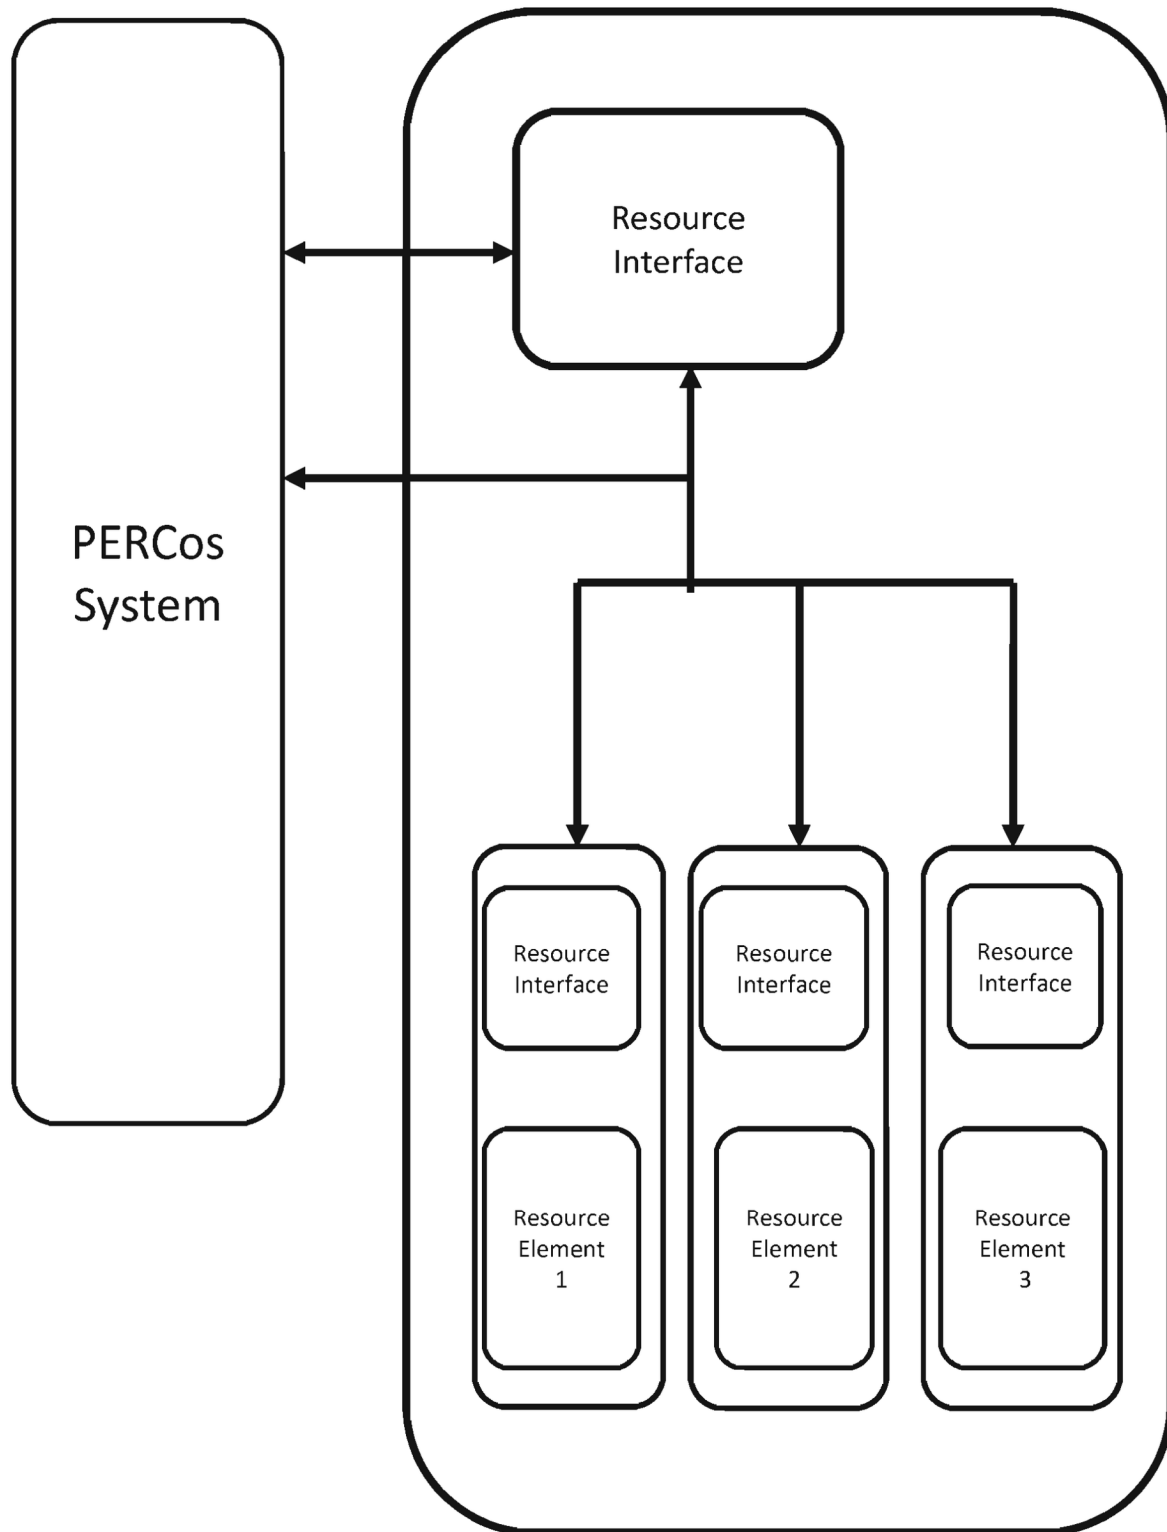 Resource
Interface
PERCos
System
Resource
Interface
Resource
Interface
Resource
Interface
Resource
Element
1
Resource
Element
2
Resource
Element
3